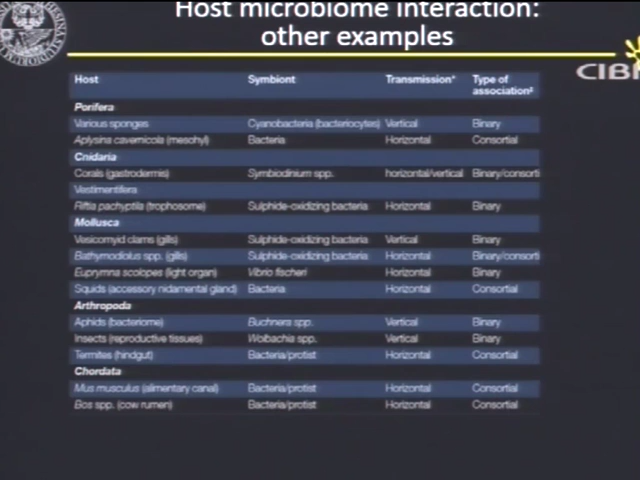 Host microbiome interaction:
other examples
CIB
Host Symbiont Transmission* Type of association‡
Porifera
Various sponges Cyanobacteria (bacteriocytes) Vertical Binary
Aplysina cavernicola (mesohyl) Bacteria Horizontal Consortial
Cnidaria
Corals (gastrodermis) Symbiodinium spp. horizontal/vertical Binary/consorti
Vestimentifera
Riftia pachyptila (trophosome) Sulphide-oxidizing bacteria Horizontal Binary
Mollusca
Vesicomyid clams (gills) Sulphide-oxidizing bacteria Vertical Binary
Bathymodiolus spp. (gills) Sulphide-oxidizing bacteria Horizontal Binary/consorti
Euprymna scolopes (light organ) Vibrio fischeri Horizontal Binary
Squids (accessory nidamental gland) Bacteria Horizontal Consortial
Arthropoda
Aphids (bacteriome) Buchnera spp. Vertical Binary
Insects (reproductive tissues) Wolbachia spp. Vertical Binary
Termites (hindgut) Bacteria/protist Horizontal Consortial
Chordata
Mus musculus (alimentary canal) Bacteria/protist Horizontal Consortial
Bos spp. (cow rumen) Bacteria/protist Horizontal Consortial